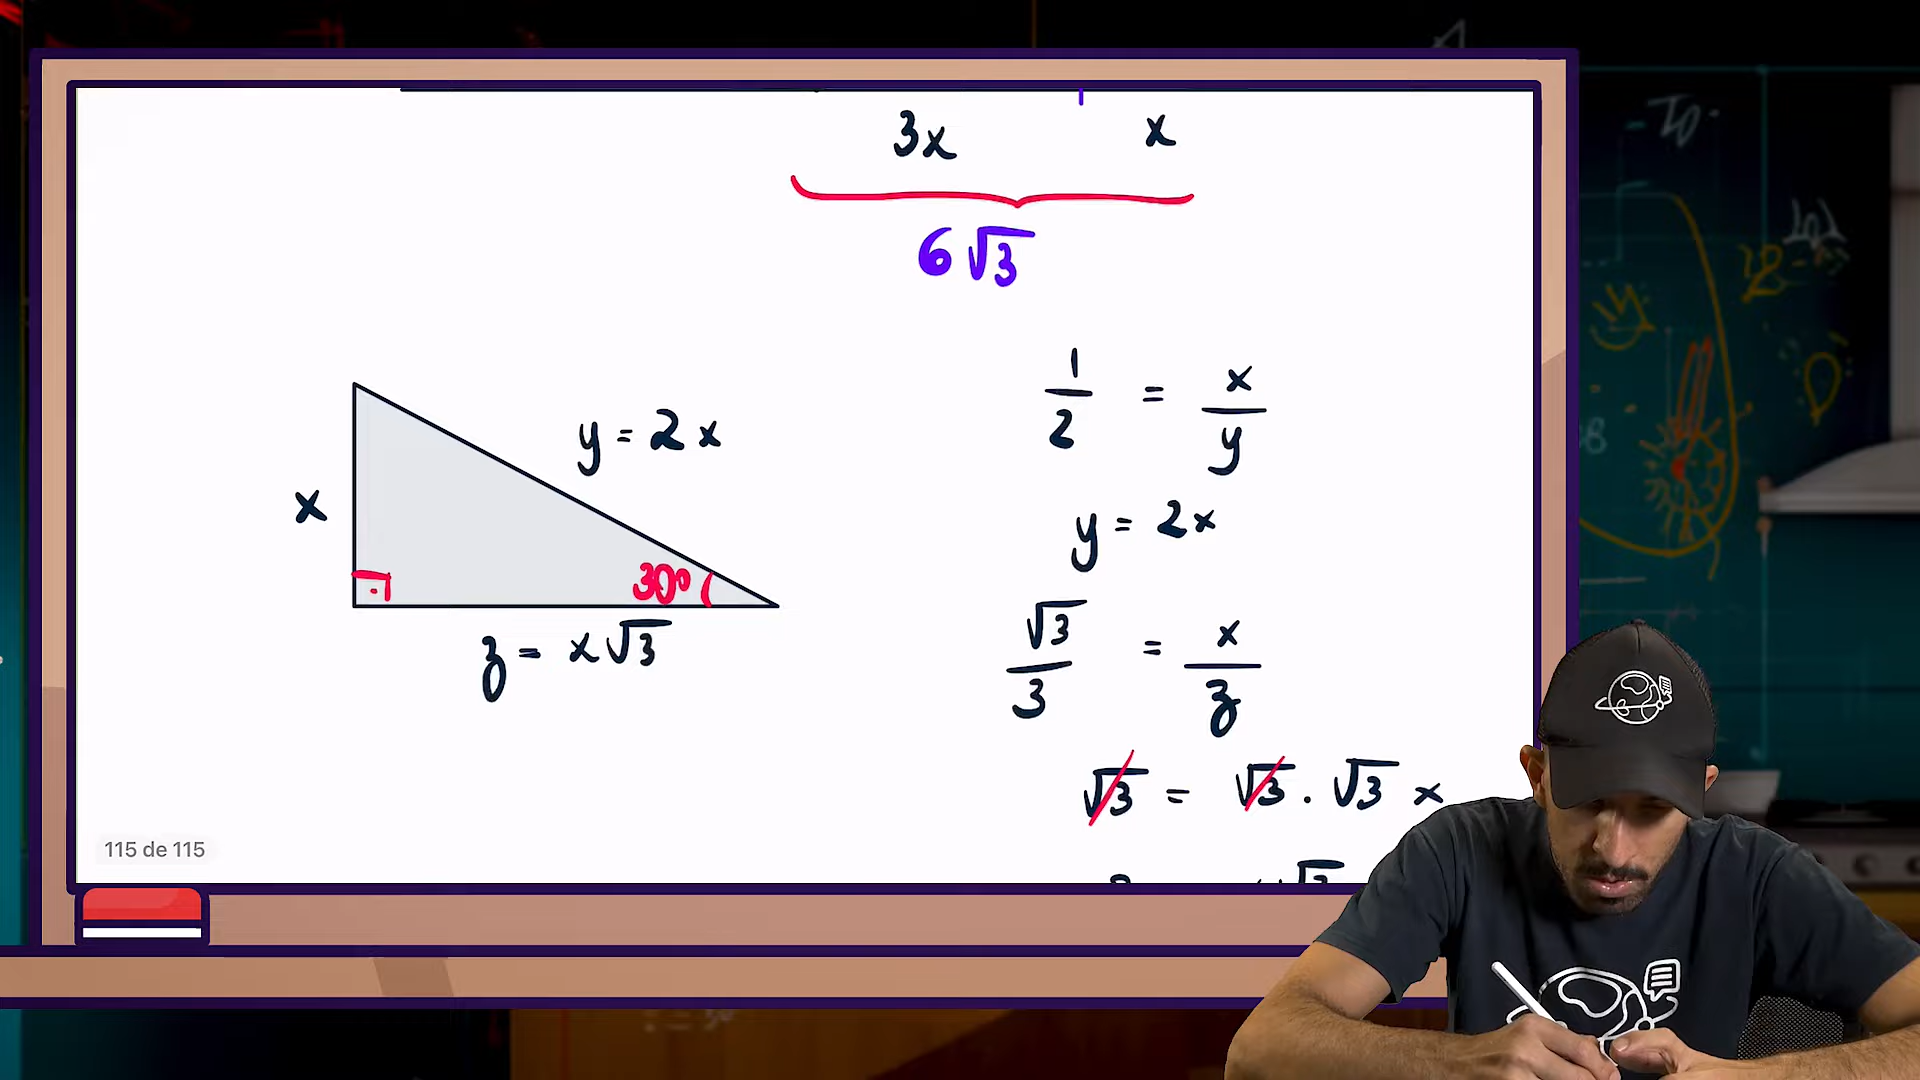 3x x
6√3
1/2 = x/y
y = 2x
x
y = 2x
30°
z = x√3
√3/3 = x/z
√3 = √3 . √3 x
115 de 115